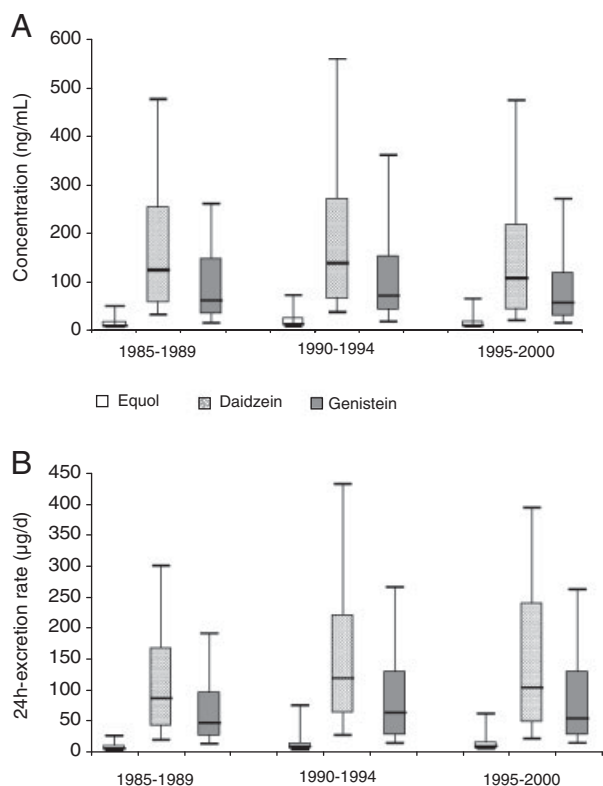 A
Concentration (ng/mL)
600
500
400
300
200
100
0
1985-1989 1990-1994 1995-2000
Equol Daidzein Genistein
B
24h-excretion rate (µg/d)
450
400
350
300
250
200
150
100
50
0
1985-1989 1990-1994 1995-2000